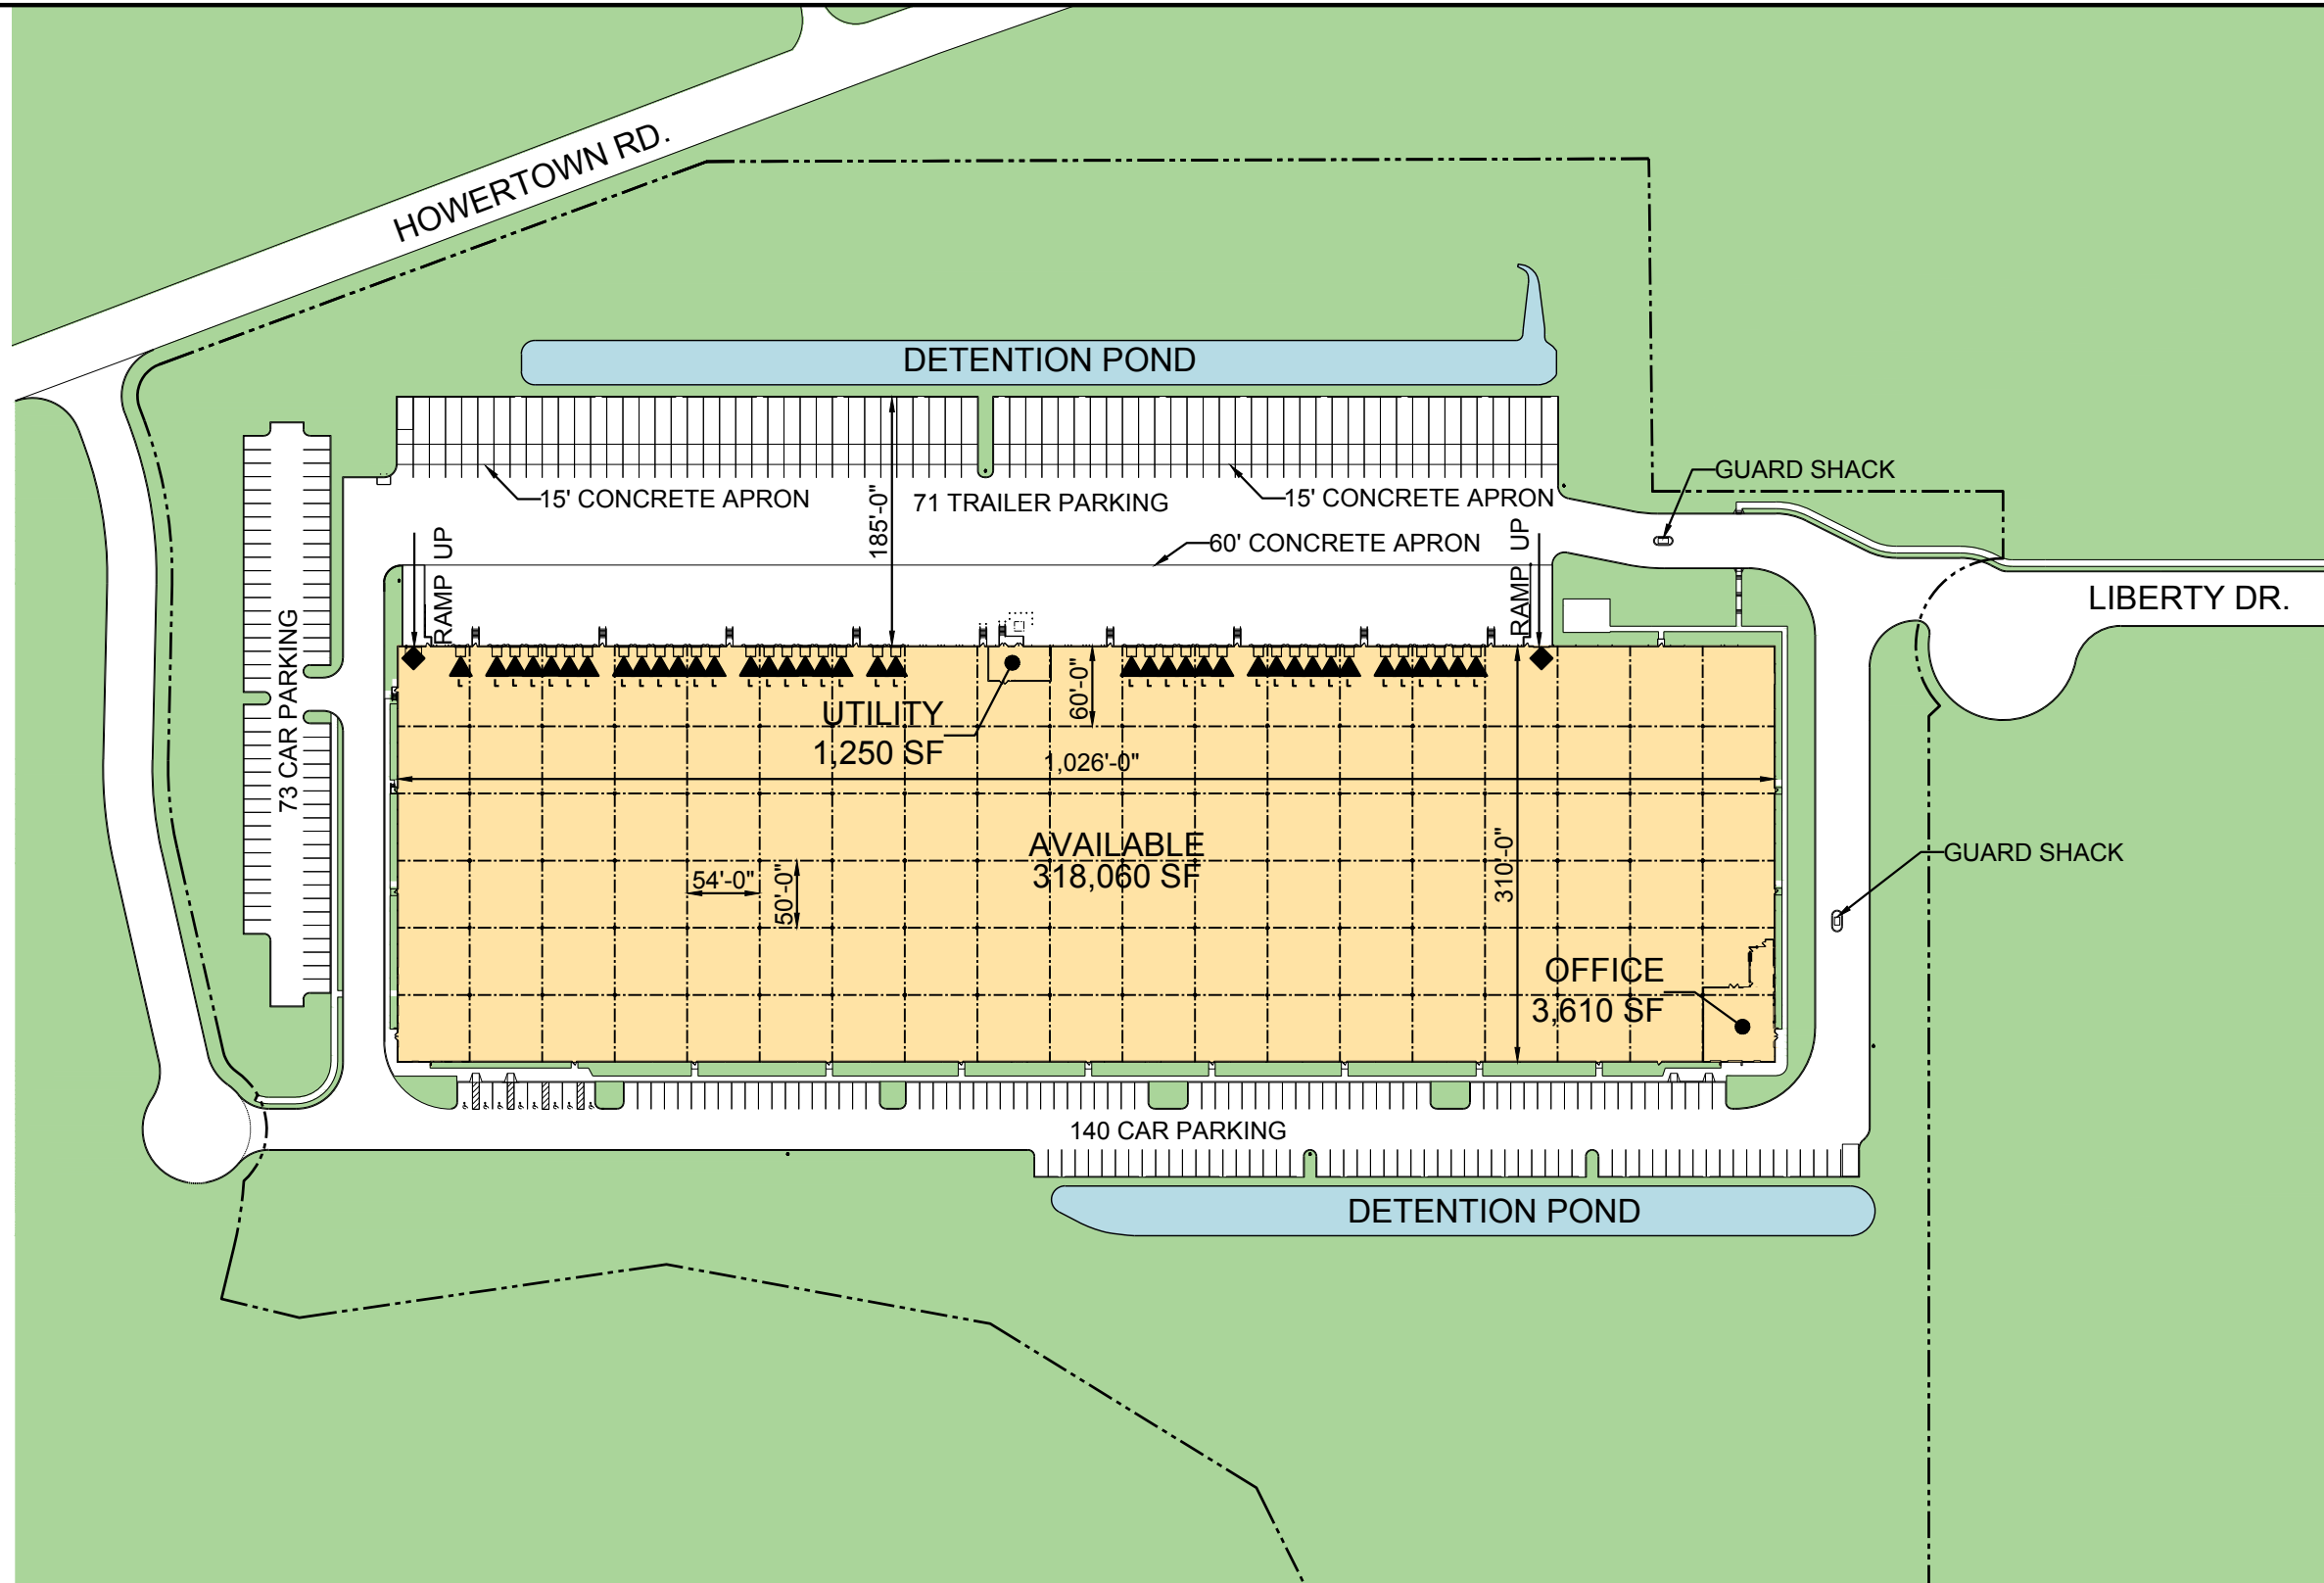 HOWERTOWN RD.
DETENTION POND
GUARD SHACK
15' CONCRETE APRON
185'-0"
71 TRAILER PARKING
15' CONCRETE APRON
RAMP UP
60' CONCRETE APRON
RAMP UP
LIBERTY DR.
73 CAR PARKING
UTILITY
1,250 SF
60'-0"
1,026'-0"
AVAILABLE
318,060 SF
54'-0"
50'-0"
310'-0"
GUARD SHACK
OFFICE
3,610 SF
140 CAR PARKING
DETENTION POND